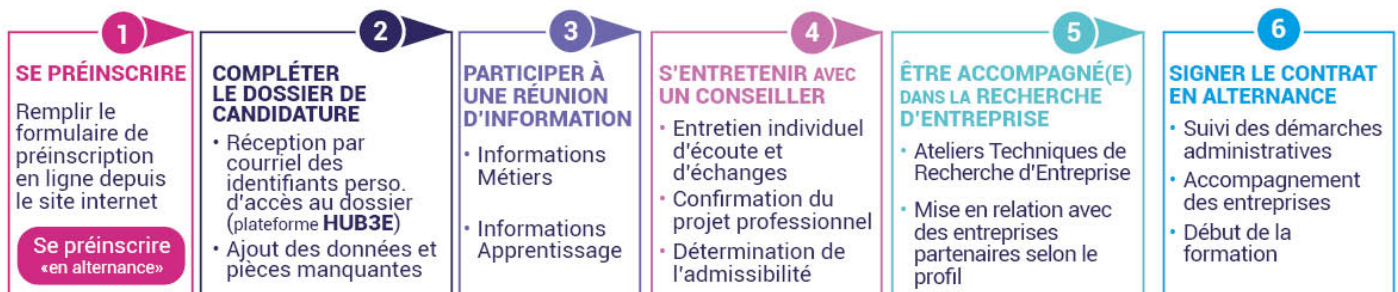 1
SE PRÉINSCRIRE
Remplir le
formulaire de
préinscription
en ligne depuis
le site internet
Se préinscrire
«en alternance»
2
COMPLÉTER
LE DOSSIER DE
CANDIDATURE
• Réception par
courriel des
identifiants perso.
d'accès au dossier
(plateforme HUB3E)
• Ajout des données et
pièces manquantes
3
PARTICIPER À
UNE RÉUNION
D'INFORMATION
• Informations
Métiers
• Informations
Apprentissage
4
S'ENTRETENIR AVEC
UN CONSEILLER
• Entretien individuel
d'écoute et
d'échanges
• Confirmation du
projet professionnel
• Détermination de
l'admissibilité
5
ÊTRE ACCOMPAGNÉ(E)
DANS LA RECHERCHE
D'ENTREPRISE
• Ateliers Techniques de
Recherche d'Entreprise
• Mise en relation avec
des entreprises
partenaires selon le
profil
6
SIGNER LE CONTRAT
EN ALTERNANCE
• Suivi des démarches
administratives
• Accompagnement
des entreprises
• Début de la
formation